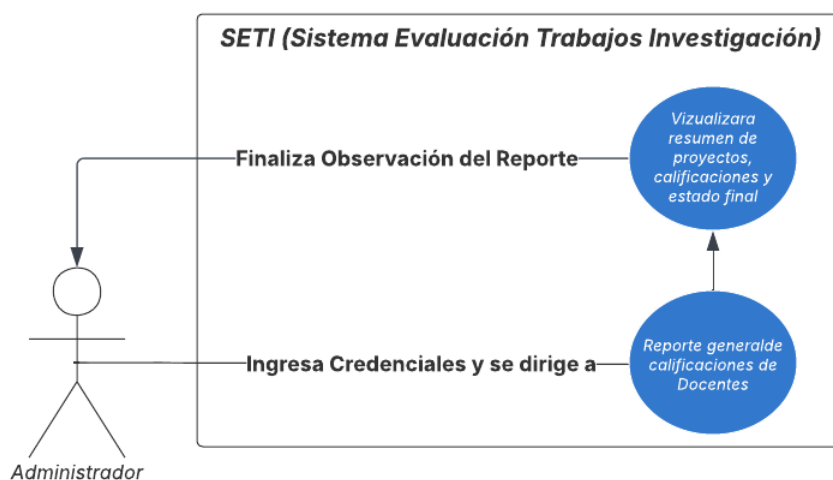 SETI (Sistema Evaluación Trabajos Investigación)
Vizualizara
resumen de
proyectos,
calificaciones y
estado final
Finaliza Observación del Reporte
Reporte generalde
calificaciones de
Docentes
Ingresa Credenciales y se dirige a
Administrador